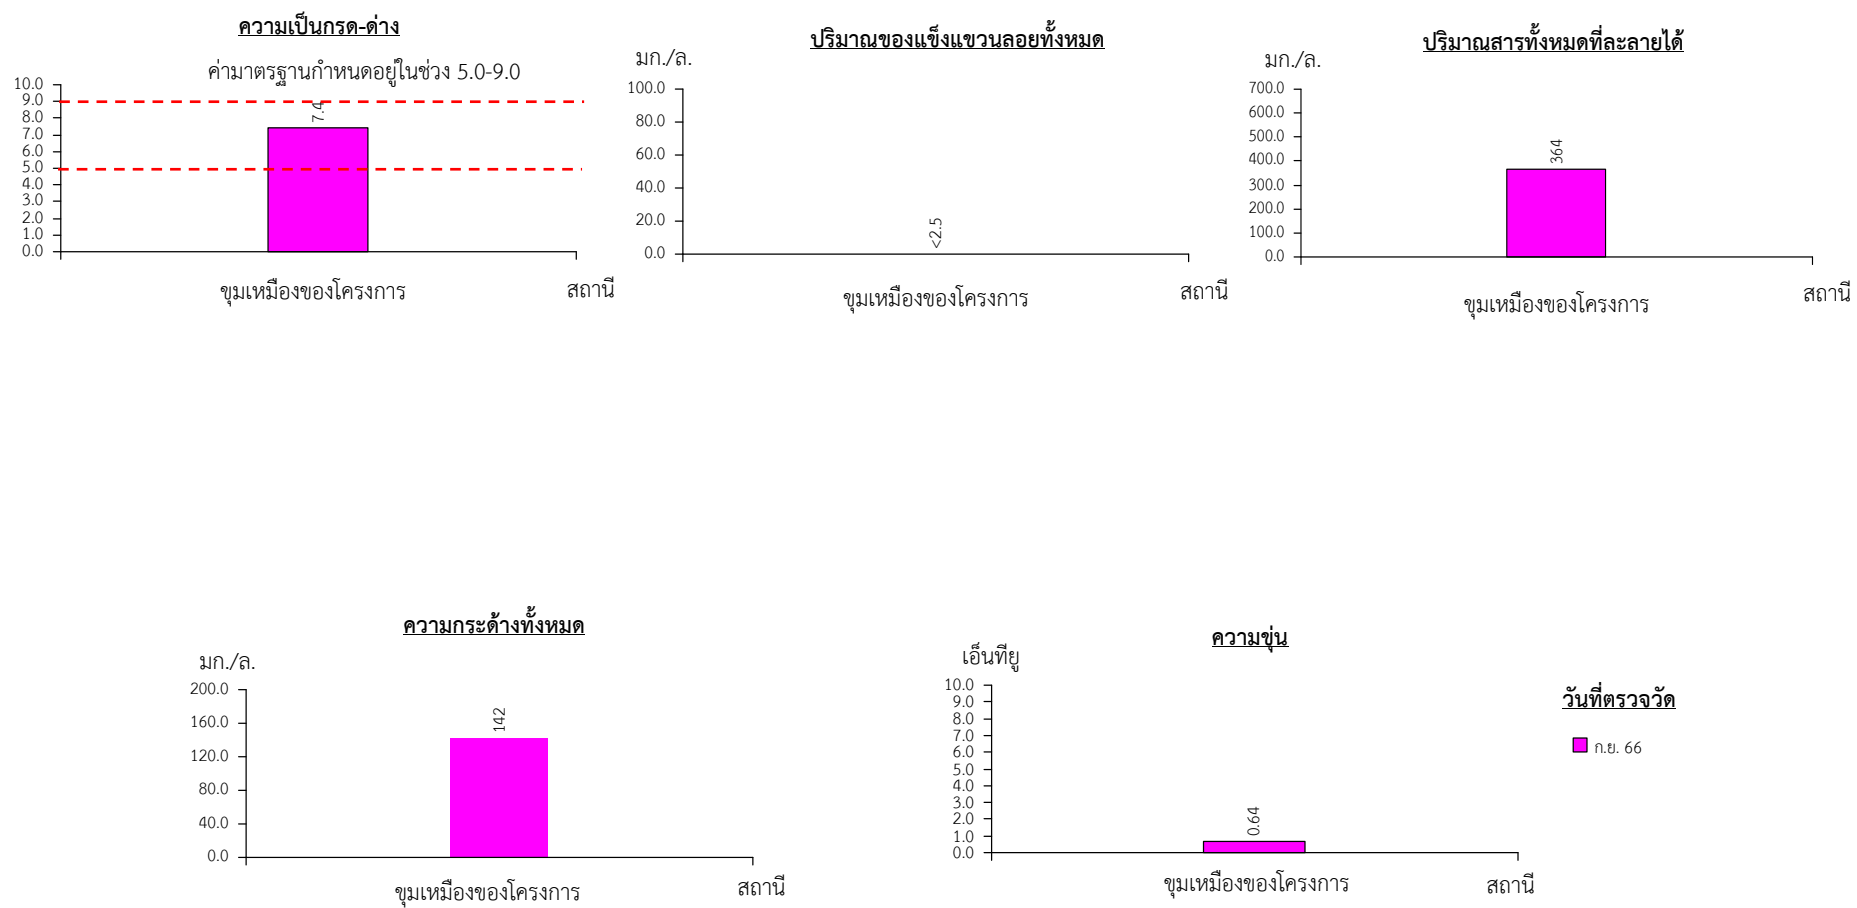 ความเป็นกรด-ด่าง
ค่ามาตรฐานกำหนดอยู่ในช่วง 5.0-9.0
10.0
9.0
8.0
7.0
6.0
5.0
4.0
3.0
2.0
1.0
0.0
7.4
ขุมเหมืองของโครงการ
สถานี
ปริมาณของแข็งแขวนลอยทั้งหมด
มก./ล.
100.0
80.0
60.0
40.0
20.0
0.0
<2.5
ขุมเหมืองของโครงการ
สถานี
ปริมาณสารทั้งหมดที่ละลายได้
มก./ล.
700.0
600.0
500.0
400.0
300.0
200.0
100.0
0.0
364
ขุมเหมืองของโครงการ
สถานี
ความกระด้างทั้งหมด
มก./ล.
200.0
160.0
120.0
80.0
40.0
0.0
142
ขุมเหมืองของโครงการ
สถานี
ความขุ่น
เอ็นทียู
10.0
9.0
8.0
7.0
6.0
5.0
4.0
3.0
2.0
1.0
0.0
0.64
ขุมเหมืองของโครงการ
สถานี
วันที่ตรวจวัด
ก.ย. 66